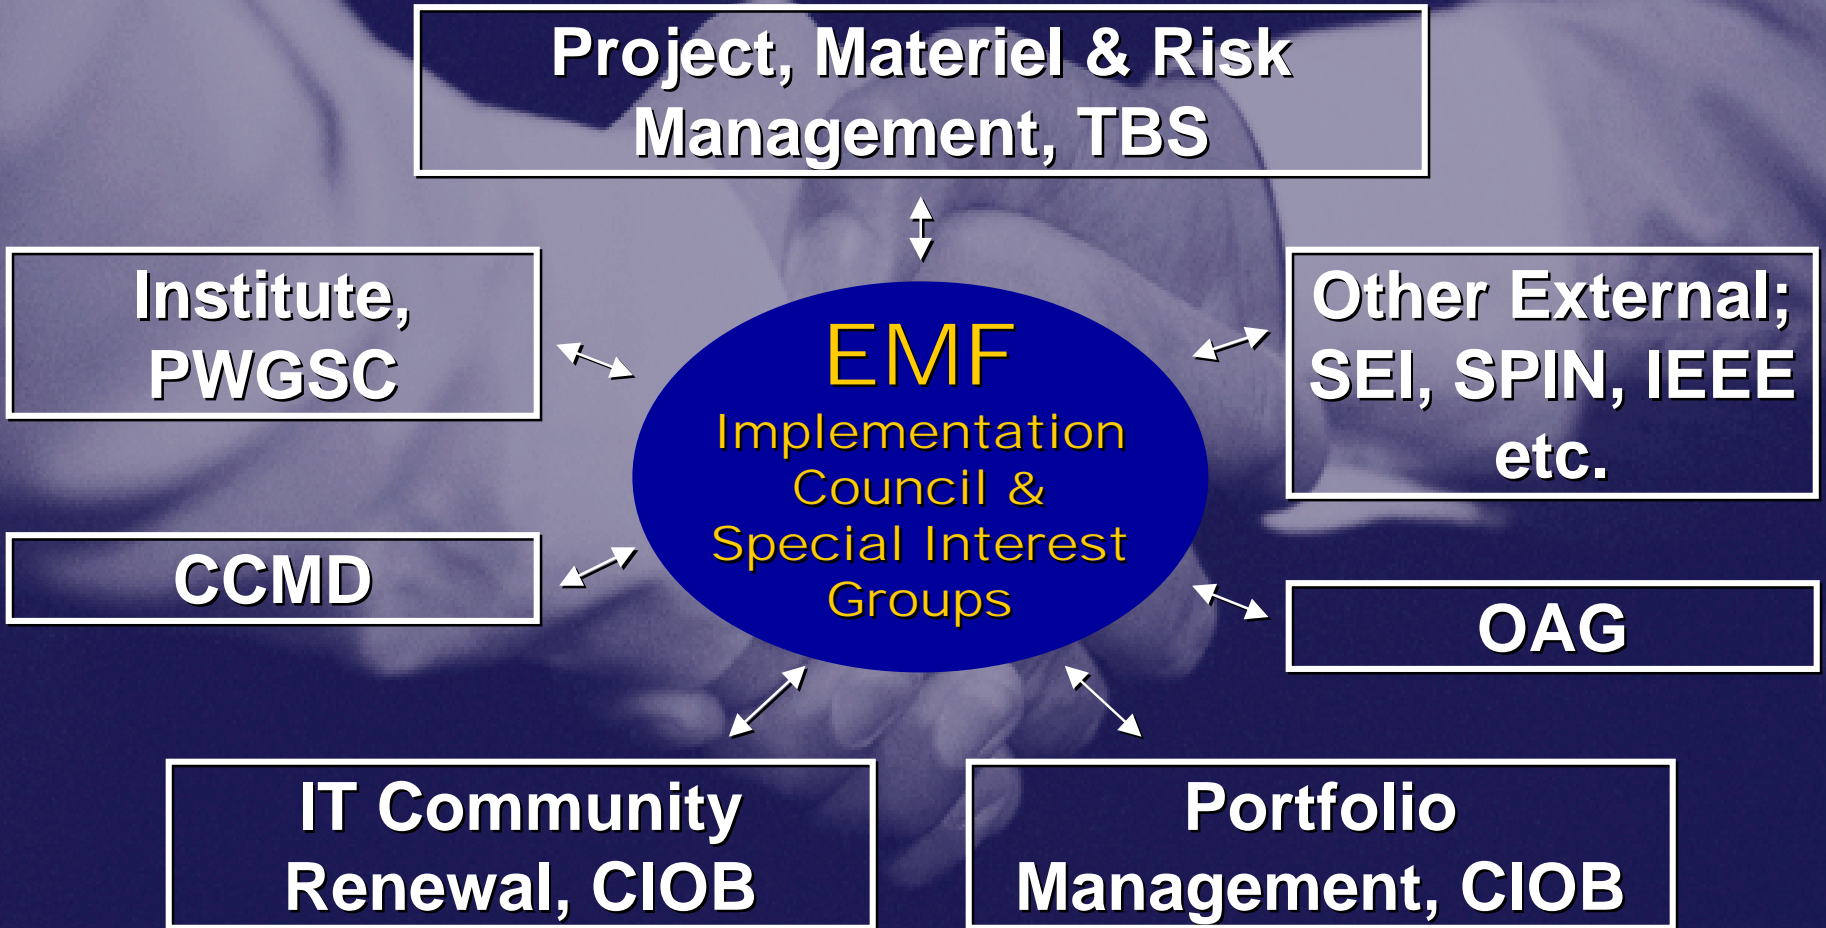 Project, Materiel & Risk
Management, TBS
Institute,
PWGSC
Other External;
SEI, SPIN, IEEE
etc.
EMF
Implementation
Council &
Special Interest
Groups
CCMD
OAG
IT Community
Renewal, CIOB
Portfolio
Management, CIOB